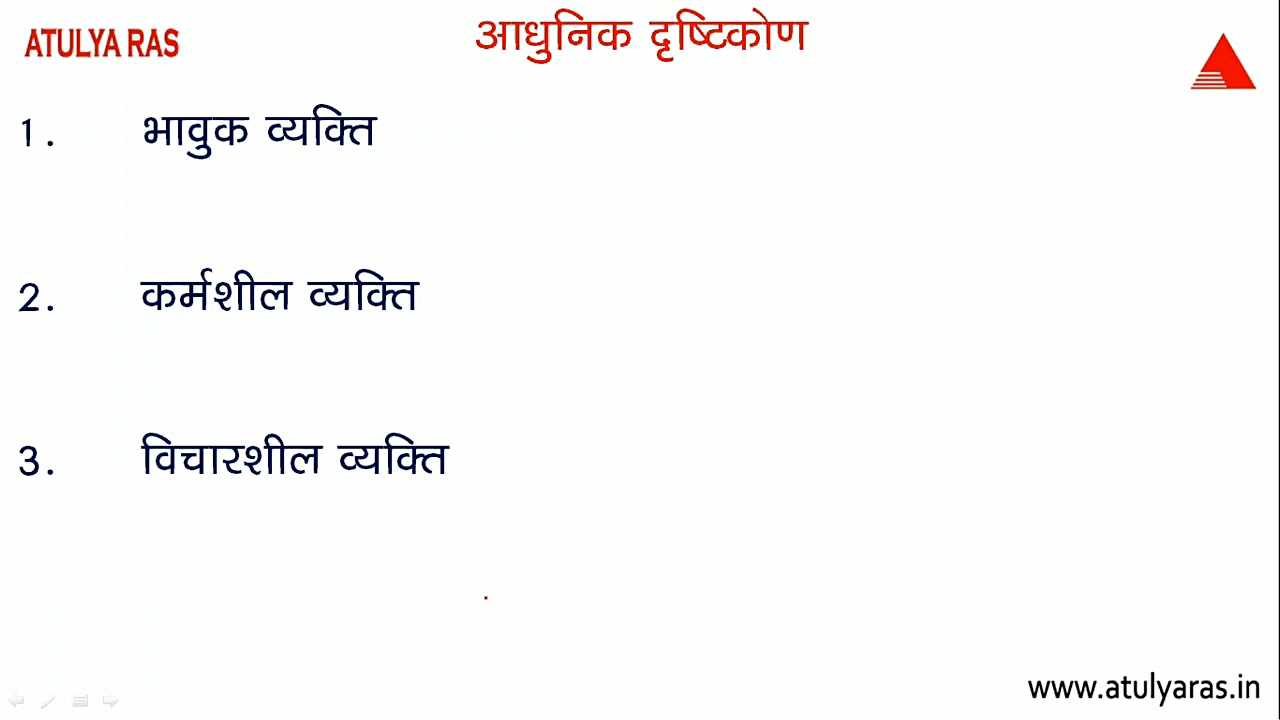 ATULYA RAS
आधुनिक दृष्टिकोण
1. भावुक व्यक्ति
2. कर्मशील व्यक्ति
3. विचारशील व्यक्ति
www.atulyaras.in